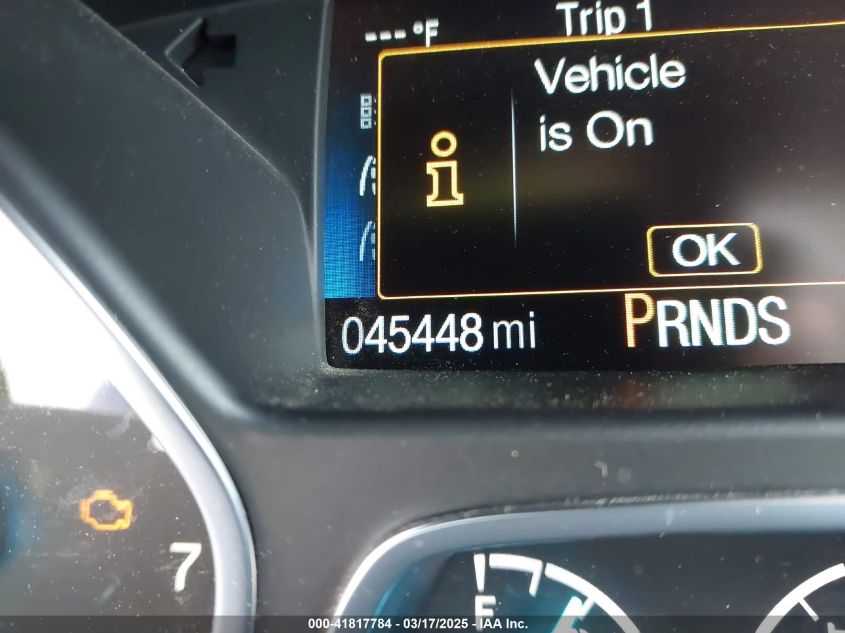 --- °F
Trip 1
Vehicle
is On
i
OK
045448 mi
PRNDS
7
F
000-41817784 - 03/17/2025 - IAA Inc.